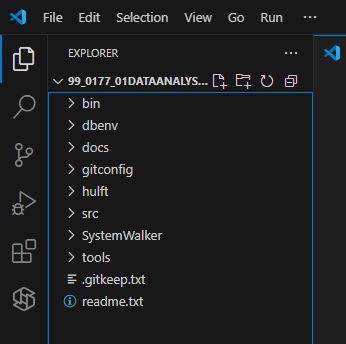 File Edit Selection View Go Run ···
EXPLORER ···
99_0177_01DATAANALYS...
bin
dbenv
docs
gitconfig
hulft
src
SystemWalker
tools
.gitkeep.txt
readme.txt